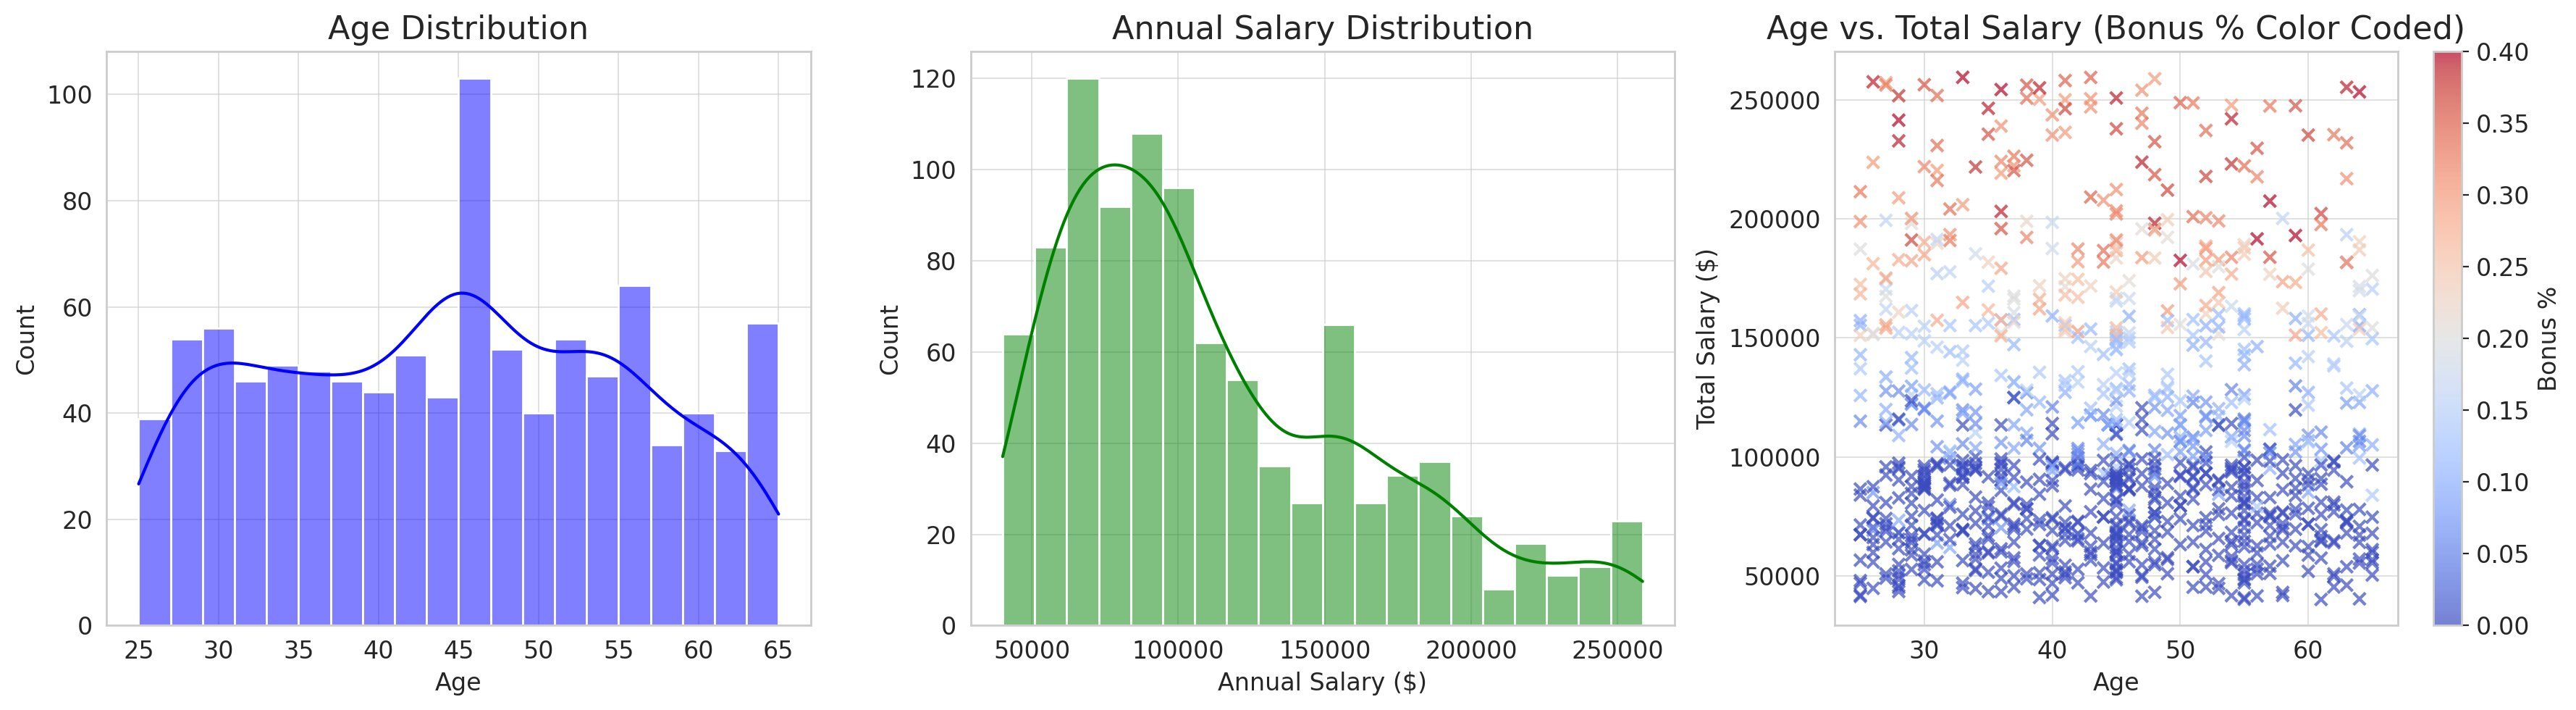 Age Distribution
Count
100
80
60
40
20
0
25 30 35 40 45 50 55 60 65
Age
Annual Salary Distribution
Count
120
100
80
60
40
20
0
50000 100000 150000 200000 250000
Annual Salary ($)
Age vs. Total Salary (Bonus % Color Coded)
Total Salary ($)
250000
200000
150000
100000
50000
30 40 50 60
Age
0.40
0.35
0.30
0.25
0.20
0.15
0.10
0.05
0.00
Bonus %